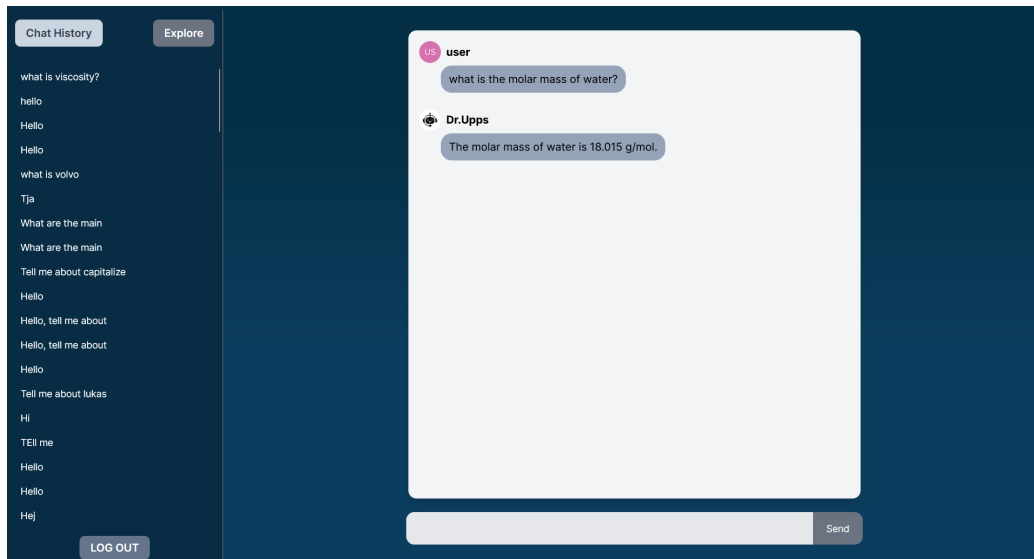 Chat History
Explore
what is viscosity?
hello
Hello
Hello
what is volvo
Tja
What are the main
What are the main
Tell me about capitalize
Hello
Hello, tell me about
Hello, tell me about
Hello
Tell me about lukas
Hi
TEll me
Hello
Hello
Hej
LOG OUT
US user
what is the molar mass of water?
Dr.Upps
The molar mass of water is 18.015 g/mol.
Send